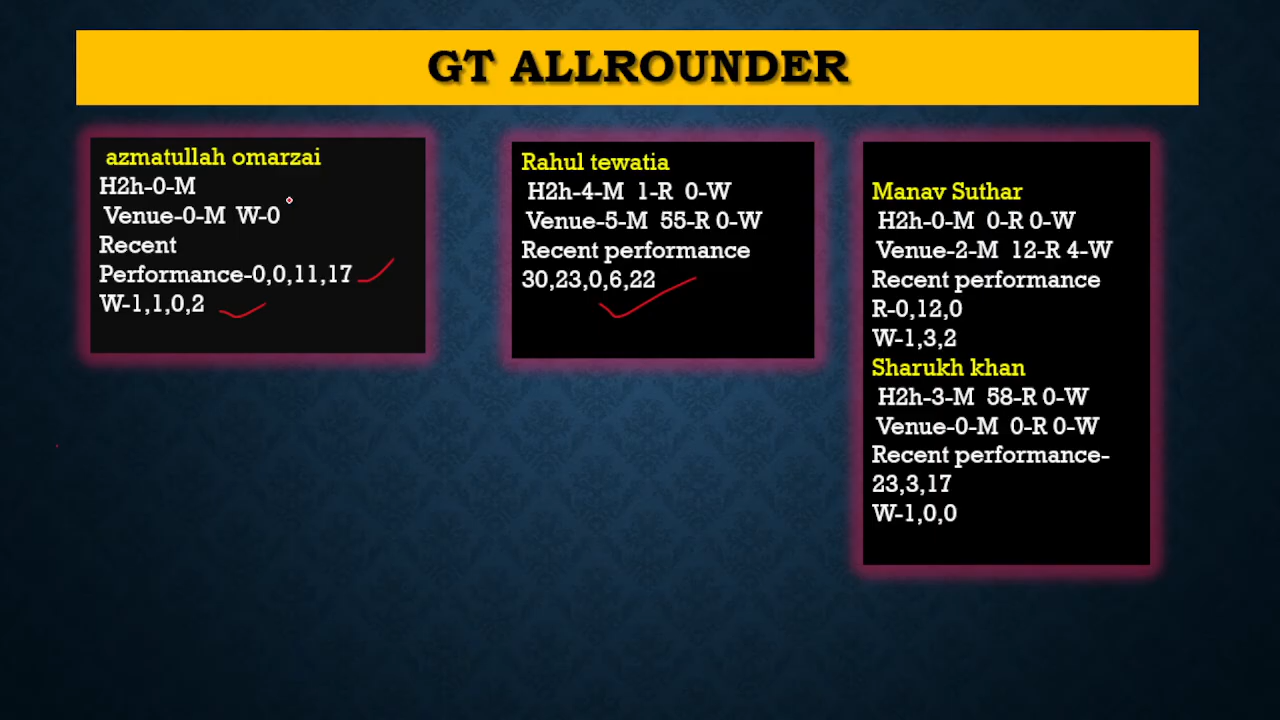 GT ALLROUNDER
azmatullah omarzai
H2h-0-M
Venue-0-M W-0
Recent
Performance-0,0,11,17
W-1,1,0,2
Rahul tewatia
H2h-4-M 1-R 0-W
Venue-5-M 55-R 0-W
Recent performance
30,23,0,6,22
Manav Suthar
H2h-0-M 0-R 0-W
Venue-2-M 12-R 4-W
Recent performance
R-0,12,0
W-1,3,2
Sharukh khan
H2h-3-M 58-R 0-W
Venue-0-M 0-R 0-W
Recent performance-
23,3,17
W-1,0,0